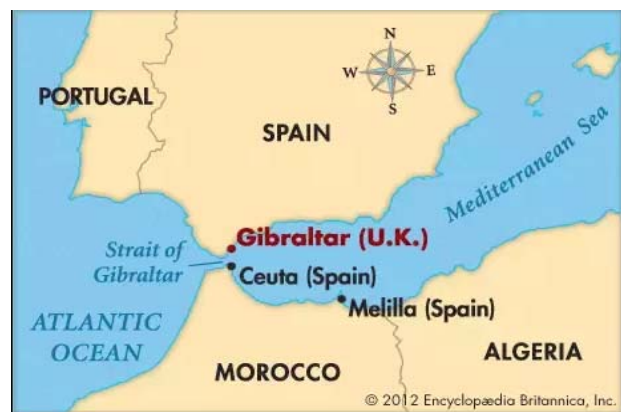 N
W E
S
PORTUGAL
SPAIN
Mediterranean Sea
Gibraltar (U.K.)
Strait of
Gibraltar
Ceuta (Spain)
Melilla (Spain)
ATLANTIC
OCEAN
MOROCCO
ALGERIA
© 2012 Encyclopædia Britannica, Inc.